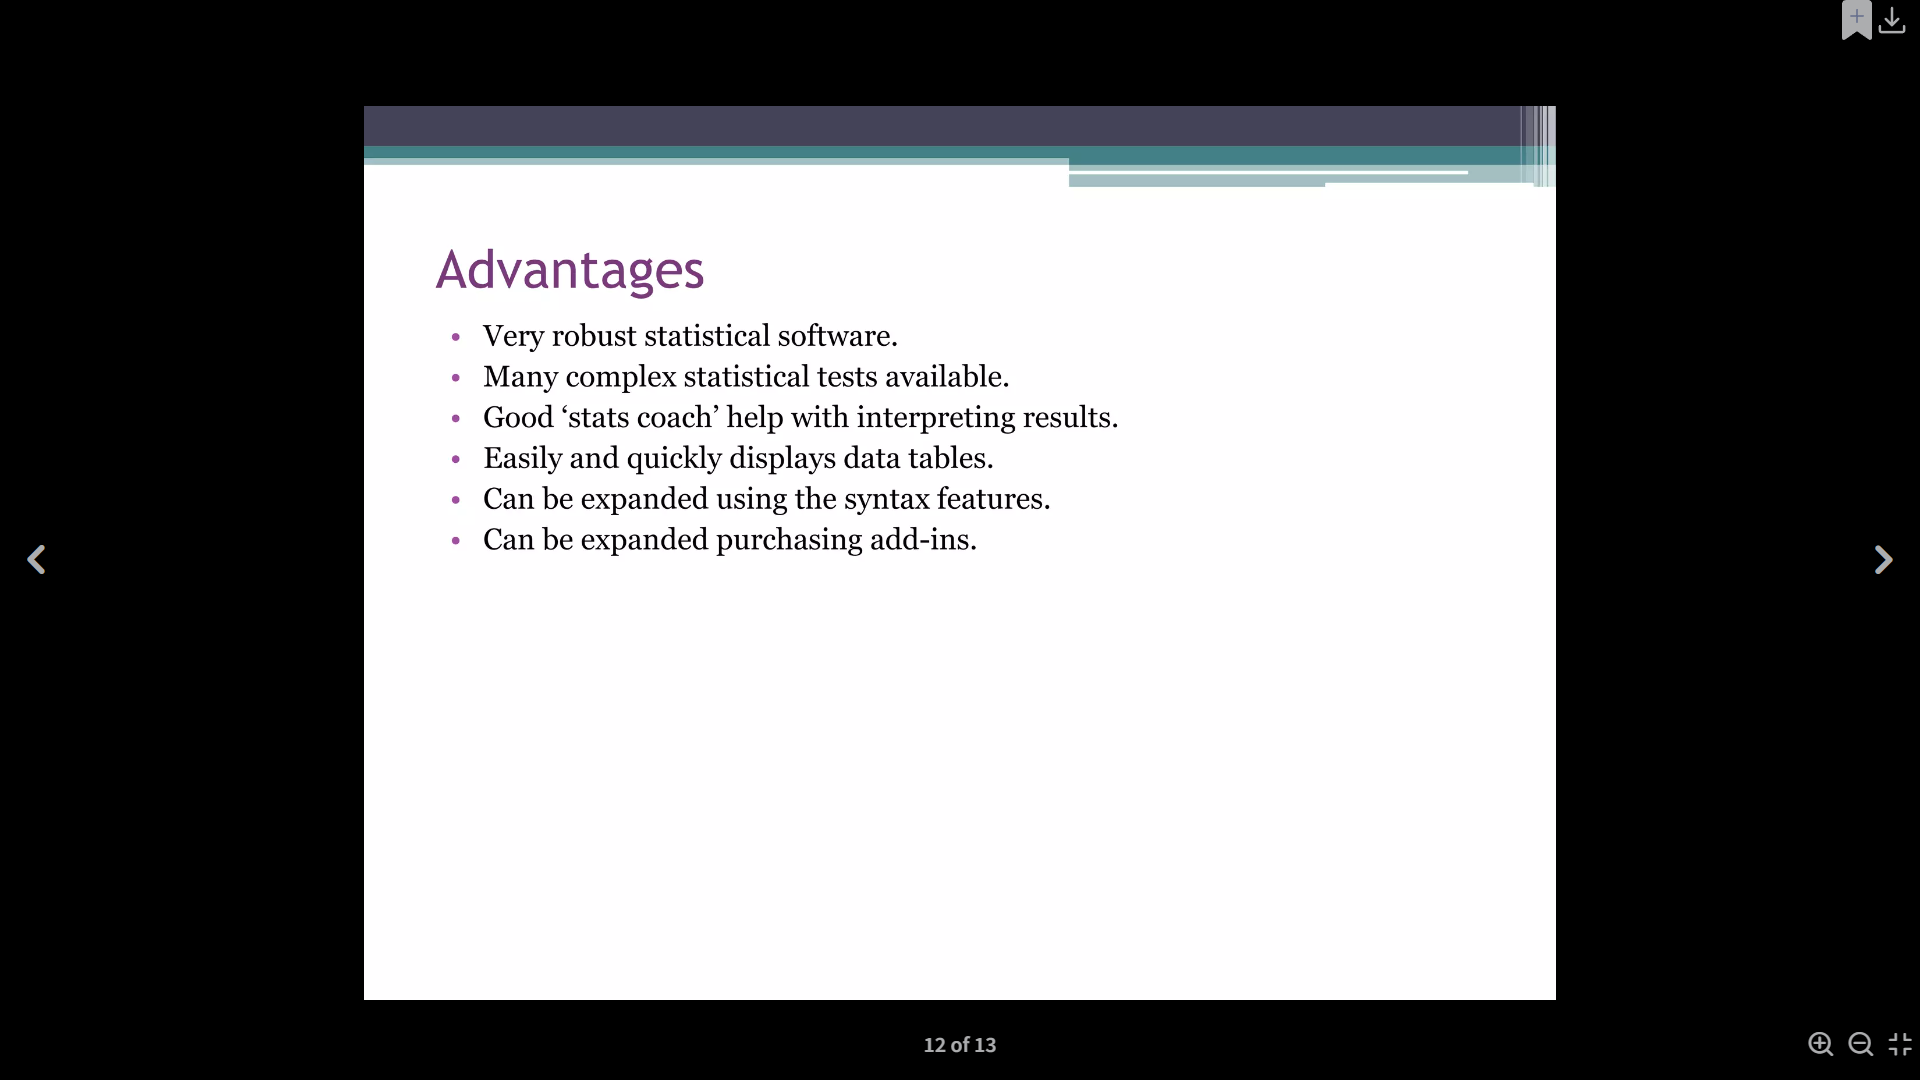 Advantages
• Very robust statistical software.
• Many complex statistical tests available.
• Good ‘stats coach’ help with interpreting results.
• Easily and quickly displays data tables.
• Can be expanded using the syntax features.
• Can be expanded purchasing add-ins.
12 of 13